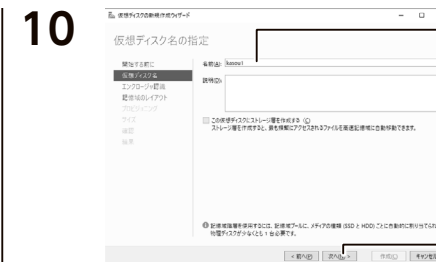 10
仮想ディスクの新規作成ウィザード
仮想ディスク名の指定
開始する前に
仮想ディスク名
エンクロージャ認識
記憶域のレイアウト
プロビジョニング
サイズ
確認
結果
名前(A): kasou1
説明(D):
この仮想ディスクにストレージ層を作成する (C)
ストレージ層を作成すると、最も頻繁にアクセスされるファイルを高速記憶域に自動移動できます。
記憶域階層を使用するには、記憶域プールに、メディアの種類 (SSD と HDD) ごとに自動的に割り当てられ
物理ディスクが少なくとも 1 台必要です。
< 前へ(P) 次へ(N) > 作成(C) キャンセル